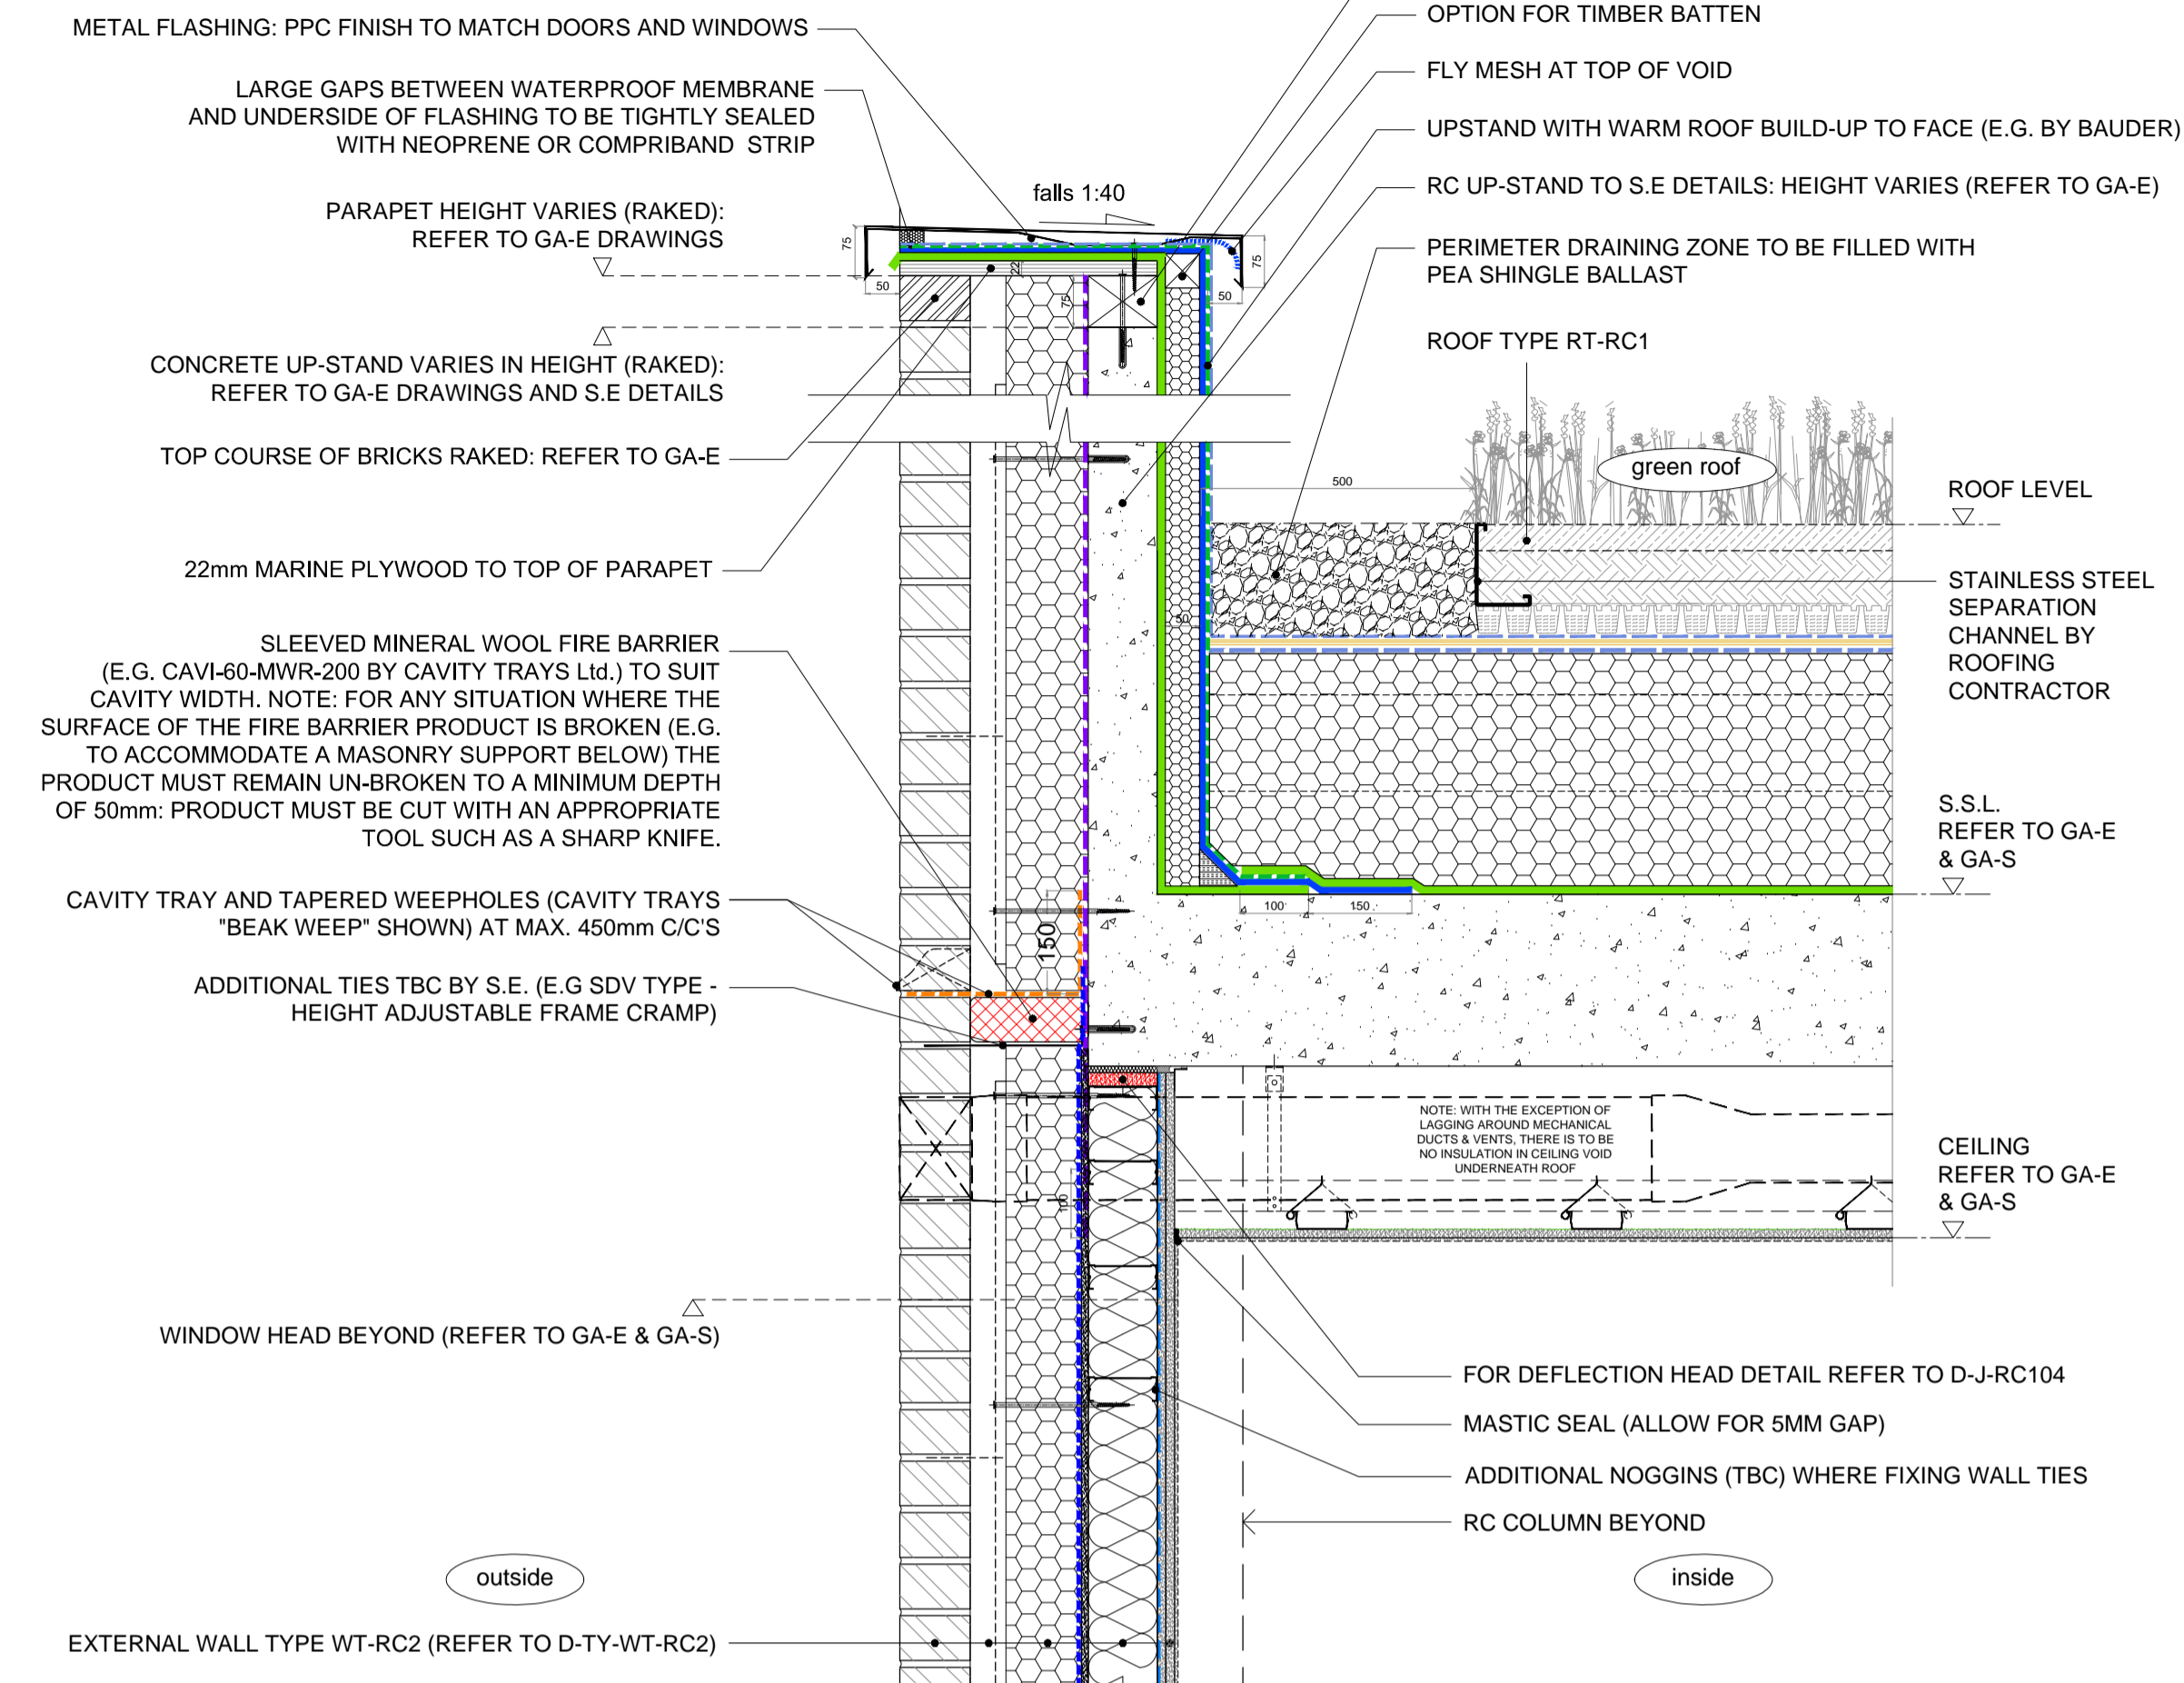 METAL FLASHING: PPC FINISH TO MATCH DOORS AND WINDOWS
LARGE GAPS BETWEEN WATERPROOF MEMBRANE
AND UNDERSIDE OF FLASHING TO BE TIGHTLY SEALED
WITH NEOPRENE OR COMPRIBAND STRIP
PARAPET HEIGHT VARIES (RAKED):
REFER TO GA-E DRAWINGS
CONCRETE UP-STAND VARIES IN HEIGHT (RAKED):
REFER TO GA-E DRAWINGS AND S.E DETAILS
TOP COURSE OF BRICKS RAKED: REFER TO GA-E
22mm MARINE PLYWOOD TO TOP OF PARAPET
SLEEVED MINERAL WOOL FIRE BARRIER
(E.G. CAVI-60-MWR-200 BY CAVITY TRAYS Ltd.) TO SUIT
CAVITY WIDTH. NOTE: FOR ANY SITUATION WHERE THE
SURFACE OF THE FIRE BARRIER PRODUCT IS BROKEN (E.G.
TO ACCOMMODATE A MASONRY SUPPORT BELOW) THE
PRODUCT MUST REMAIN UN-BROKEN TO A MINIMUM DEPTH
OF 50mm: PRODUCT MUST BE CUT WITH AN APPROPRIATE
TOOL SUCH AS A SHARP KNIFE.
CAVITY TRAY AND TAPERED WEEPHOLES (CAVITY TRAYS
"BEAK WEEP" SHOWN) AT MAX. 450mm C/C'S
ADDITIONAL TIES TBC BY S.E. (E.G SDV TYPE -
HEIGHT ADJUSTABLE FRAME CRAMP)
WINDOW HEAD BEYOND (REFER TO GA-E & GA-S)
outside
EXTERNAL WALL TYPE WT-RC2 (REFER TO D-TY-WT-RC2)
falls 1:40
75
50
22
75
75
50
500
50
100
150
150
100
OPTION FOR TIMBER BATTEN
FLY MESH AT TOP OF VOID
UPSTAND WITH WARM ROOF BUILD-UP TO FACE (E.G. BY BAUDER)
RC UP-STAND TO S.E DETAILS: HEIGHT VARIES (REFER TO GA-E)
PERIMETER DRAINING ZONE TO BE FILLED WITH
PEA SHINGLE BALLAST
ROOF TYPE RT-RC1
green roof
ROOF LEVEL
STAINLESS STEEL
SEPARATION
CHANNEL BY
ROOFING
CONTRACTOR
S.S.L.
REFER TO GA-E
& GA-S
NOTE: WITH THE EXCEPTION OF
LAGGING AROUND MECHANICAL
DUCTS & VENTS, THERE IS TO BE
NO INSULATION IN CEILING VOID
UNDERNEATH ROOF
CEILING
REFER TO GA-E
& GA-S
FOR DEFLECTION HEAD DETAIL REFER TO D-J-RC104
MASTIC SEAL (ALLOW FOR 5MM GAP)
ADDITIONAL NOGGINS (TBC) WHERE FIXING WALL TIES
RC COLUMN BEYOND
inside